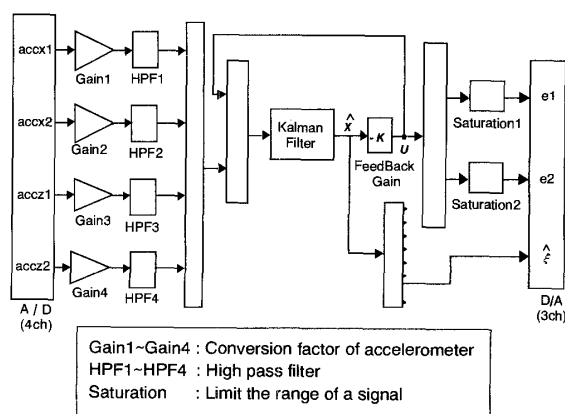 accx1
Gain1
HPF1
accx2
Gain2
HPF2
accz1
Gain3
HPF3
accz2
Gain4
HPF4
A / D
(4ch)
Kalman
Filter
x̂
- K
U
FeedBack
Gain
Saturation1
Saturation2
e1
e2
ξ̂
D/A
(3ch)
Gain1~Gain4 : Conversion factor of accelerometer
HPF1~HPF4 : High pass filter
Saturation : Limit the range of a signal